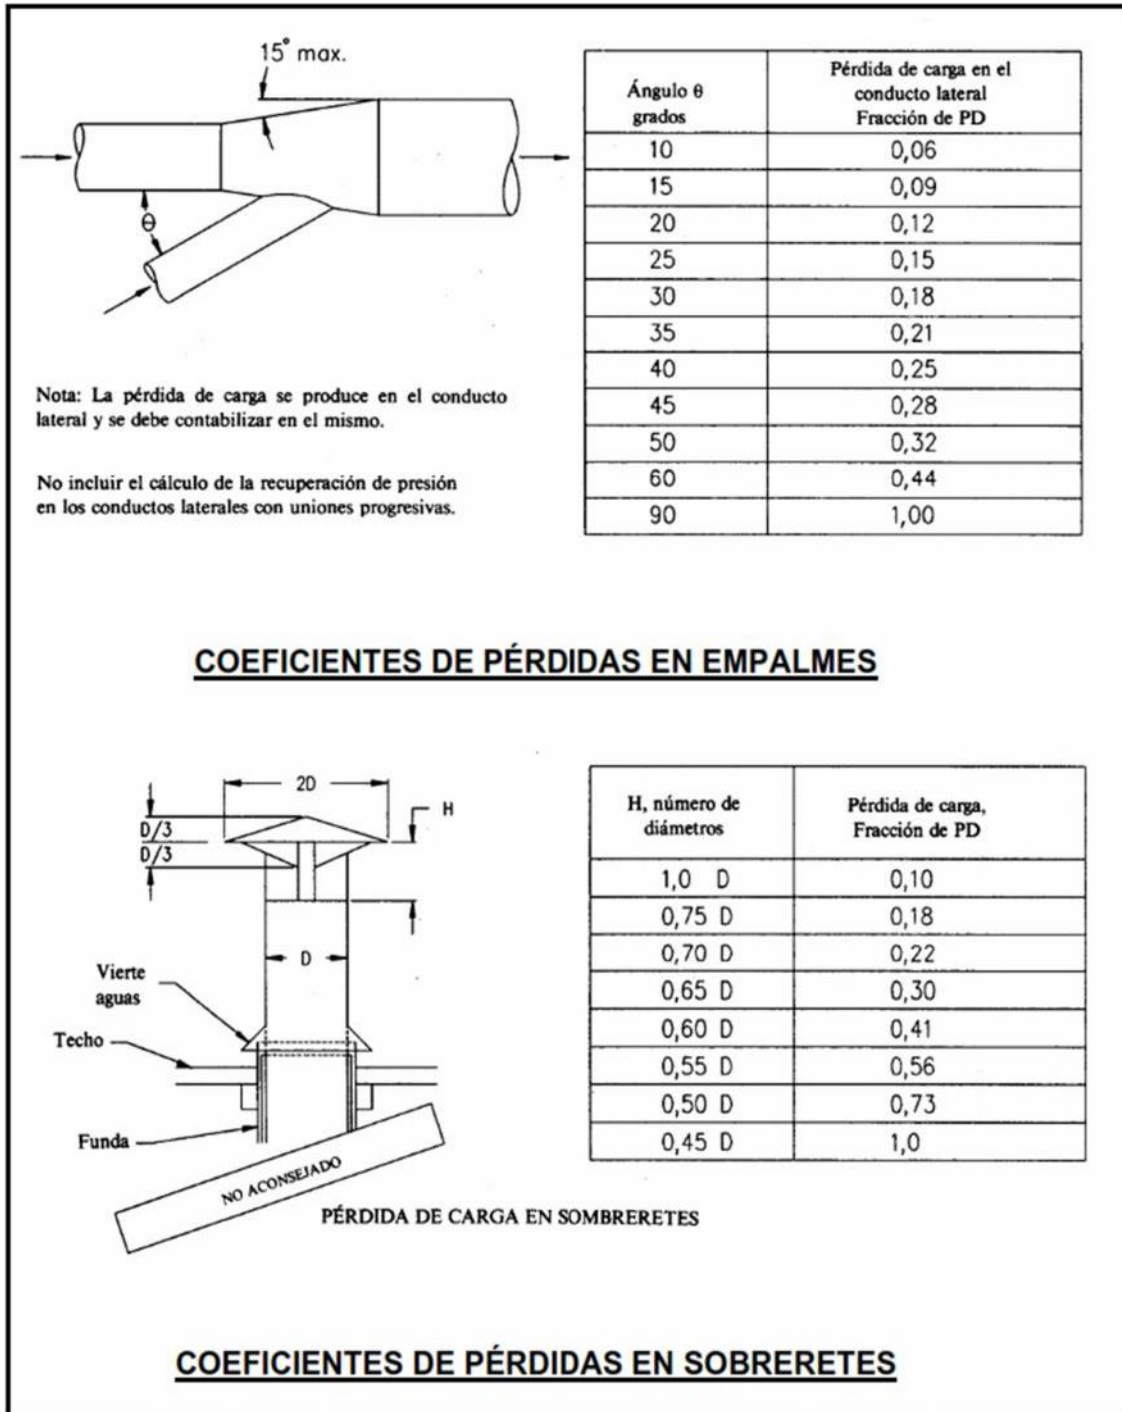 15° max.
θ
Nota: La pérdida de carga se produce en el conducto
lateral y se debe contabilizar en el mismo.
No incluir el cálculo de la recuperación de presión
en los conductos laterales con uniones progresivas.
Ángulo θ
grados
Pérdida de carga en el
conducto lateral
Fracción de PD
10 0,06
15 0,09
20 0,12
25 0,15
30 0,18
35 0,21
40 0,25
45 0,28
50 0,32
60 0,44
90 1,00
COEFICIENTES DE PÉRDIDAS EN EMPALMES
2D
H
D/3
D/3
D
Vierte
aguas
Techo
Funda
NO ACONSEJADO
PÉRDIDA DE CARGA EN SOMBRERETES
H, número de
diámetros
Pérdida de carga,
Fracción de PD
1,0 D 0,10
0,75 D 0,18
0,70 D 0,22
0,65 D 0,30
0,60 D 0,41
0,55 D 0,56
0,50 D 0,73
0,45 D 1,0
COEFICIENTES DE PÉRDIDAS EN SOBRERETES